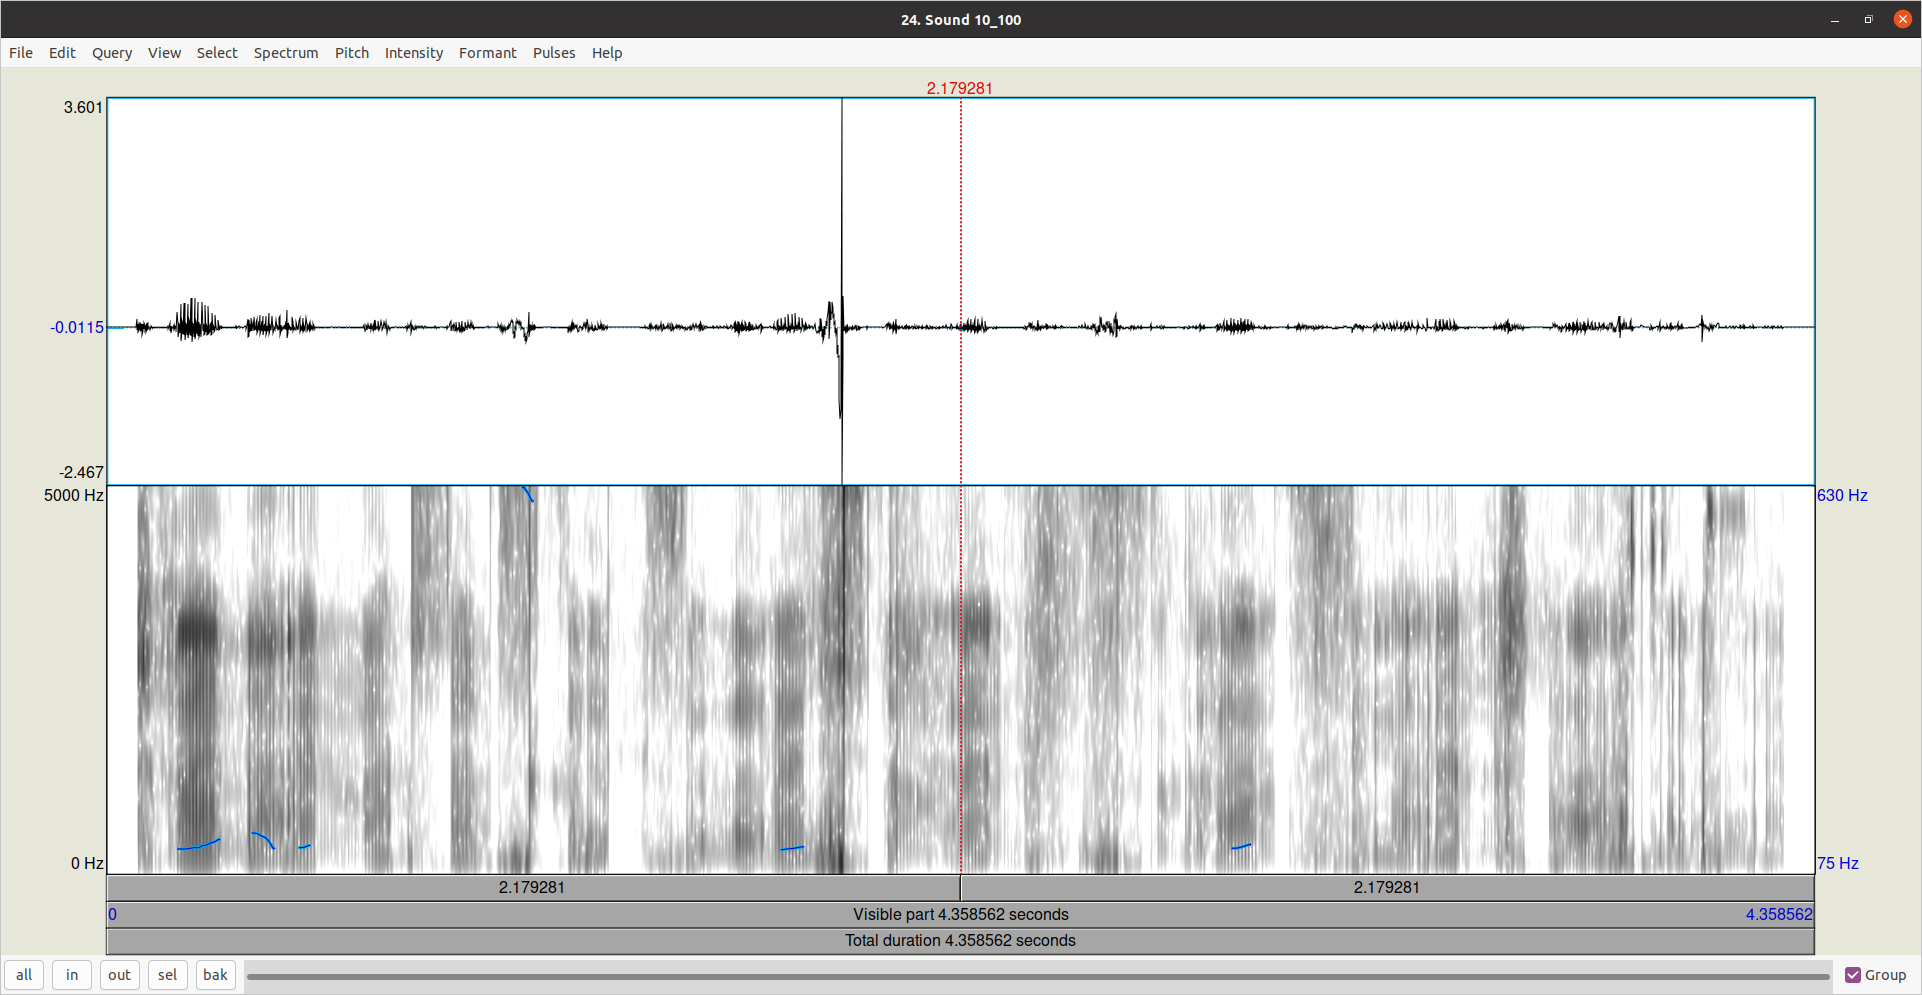 24. Sound 10_100
File Edit Query View Select Spectrum Pitch Intensity Formant Pulses Help
2.179281
3.601
-0.0115
-2.467
5000 Hz
630 Hz
0 Hz
75 Hz
2.179281 2.179281
0 Visible part 4.358562 seconds 4.358562
Total duration 4.358562 seconds
all in out sel bak Group